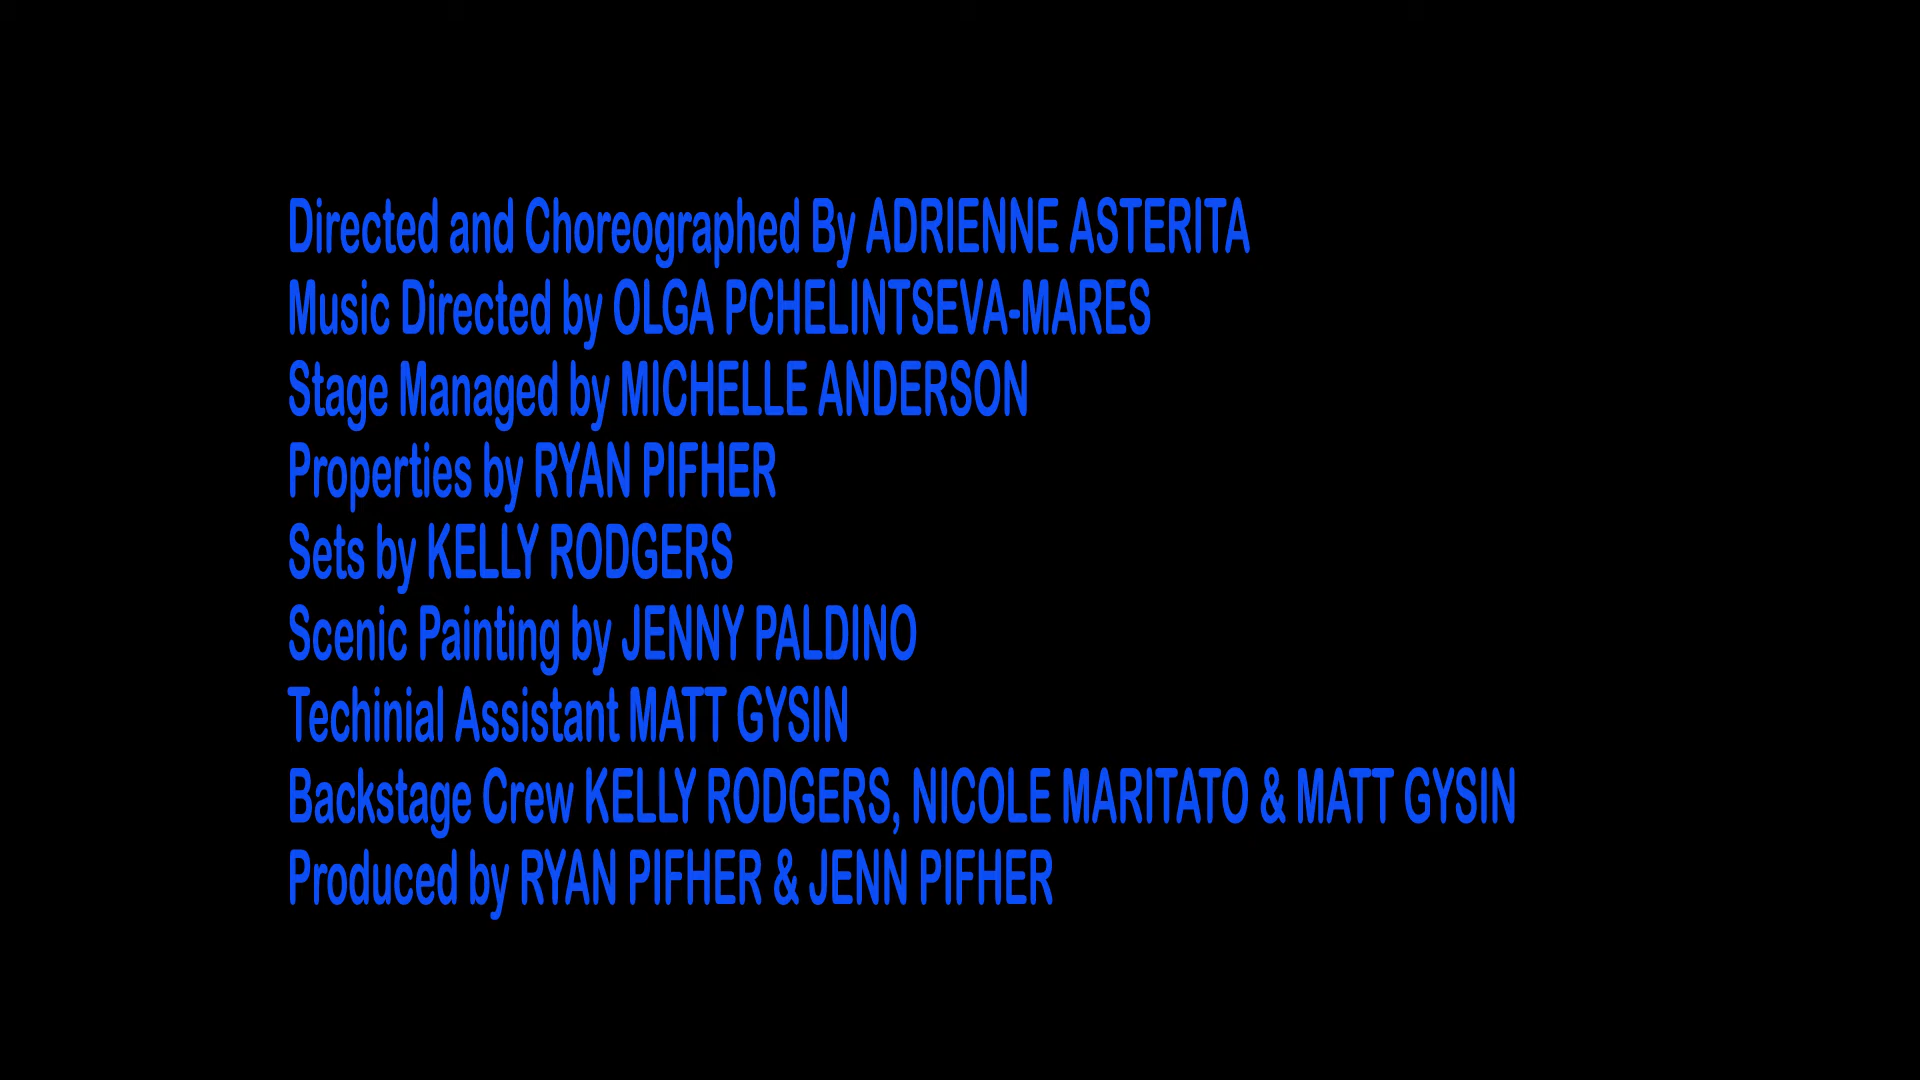 Directed and Choreographed By ADRIENNE ASTERITA
Music Directed by OLGA PCHELINTSEVA-MARES
Stage Managed by MICHELLE ANDERSON
Properties by RYAN PIFHER
Sets by KELLY RODGERS
Scenic Painting by JENNY PALDINO
Techinial Assistant MATT GYSIN
Backstage Crew KELLY RODGERS, NICOLE MARITATO & MATT GYSIN
Produced by RYAN PIFHER & JENN PIFHER